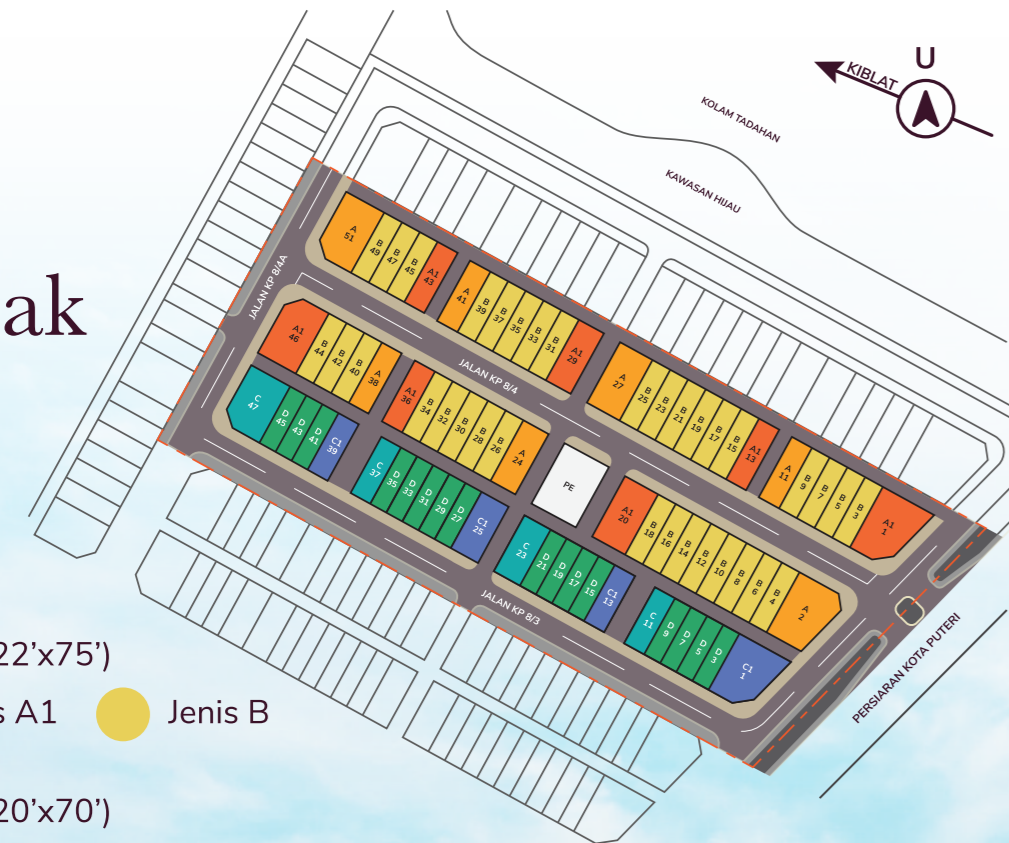 U
KIBLAT
KOLAM TADAHAN
KAWASAN HIJAU
ak
JALAN KP 8/4A
A
51
B
49
B
47
B
45
A1
43
A
41
B
39
B
37
B
35
B
33
B
31
A1
29
A
27
B
25
B
23
B
21
B
19
B
17
B
15
A1
13
A
11
B
9
B
7
B
5
B
3
A1
1
JALAN KP 8/4
A1
46
B
44
B
42
B
40
A
38
A1
36
B
34
B
32
B
30
B
28
B
26
A
24
PE
A1
20
B
18
B
16
B
14
B
12
B
10
B
8
B
6
B
4
A
2
C
47
D
45
D
43
D
41
C1
39
C
37
D
35
D
33
D
31
D
29
D
27
C1
25
C
23
D
21
D
19
D
17
D
15
C1
13
C
11
D
9
D
7
D
5
D
3
C1
1
JALAN KP 8/3
PERSIARAN KOTA PUTERI
22’x75’)
s A1 Jenis B
20’x70’)